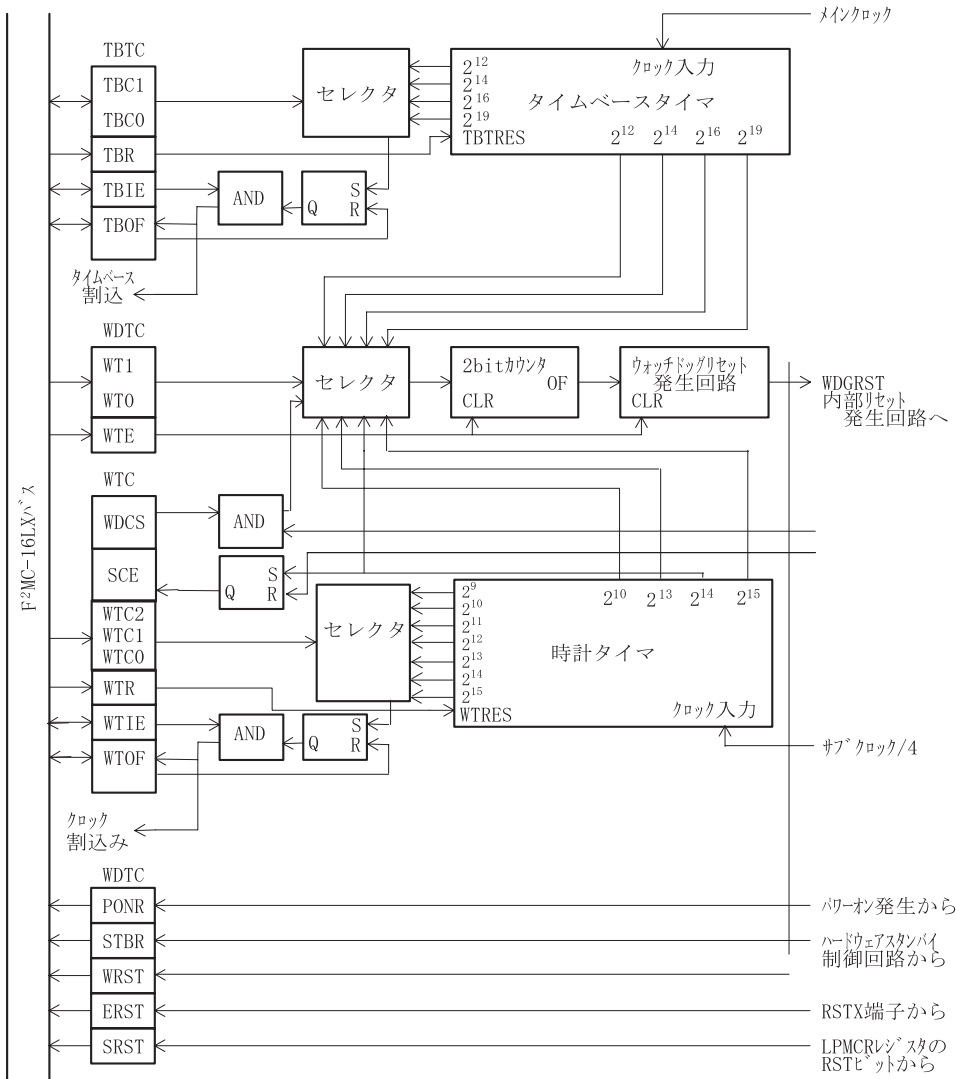 メインクロック
TBTC
TBC1
TBC0
TBR
TBIE
TBOF
セレクタ
2¹²
2¹⁴
2¹⁶
2¹⁹
TBTRES
クロック入力
タイムベースタイマ
2¹² 2¹⁴ 2¹⁶ 2¹⁹
AND
Q
S
R
タイムベース
割込
WDTC
WT1
WT0
WTE
セレクタ
2bitカウンタ
OF
CLR
ウォッチドッグリセット
発生回路
CLR
WDGRST
内部リセット
発生回路へ
F²MC-16LXバス
WTC
WDCS
SCE
WTC2
WTC1
WTC0
WTR
WTIE
WTOF
AND
Q
S
R
セレクタ
2⁹
2¹⁰
2¹¹
2¹²
2¹³
2¹⁴
2¹⁵
WTRES
2¹⁰ 2¹³ 2¹⁴ 2¹⁵
時計タイマ
クロック入力
サブクロック/4
AND
Q
S
R
クロック
割込み
WDTC
PONR
STBR
WRST
ERST
SRST
パワーオン発生から
ハードウェアスタンバイ
制御回路から
RSTX端子から
LPMCRレジスタの
RSTビットから